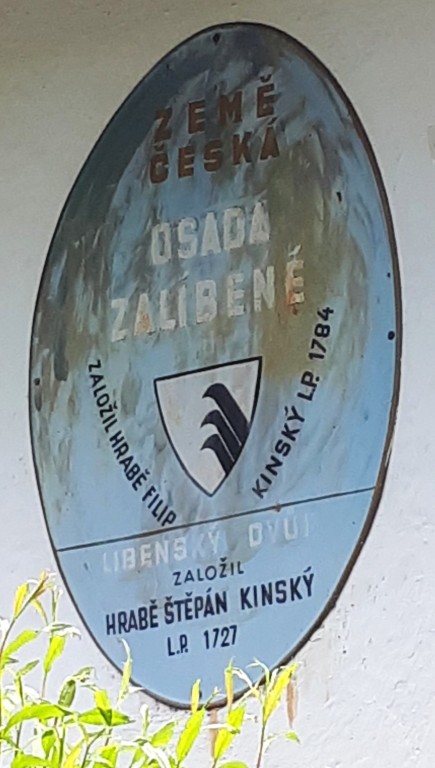 ZEMĚ
ČESKÁ
OSADA
ZALÍBENÉ
ZALOŽIL HRABĚ FILIP
KINSKÝ L.P. 1784
LIBENSKÝ DVŮR
ZALOŽIL
HRABĚ ŠTĚPÁN KINSKÝ
L.P. 1727